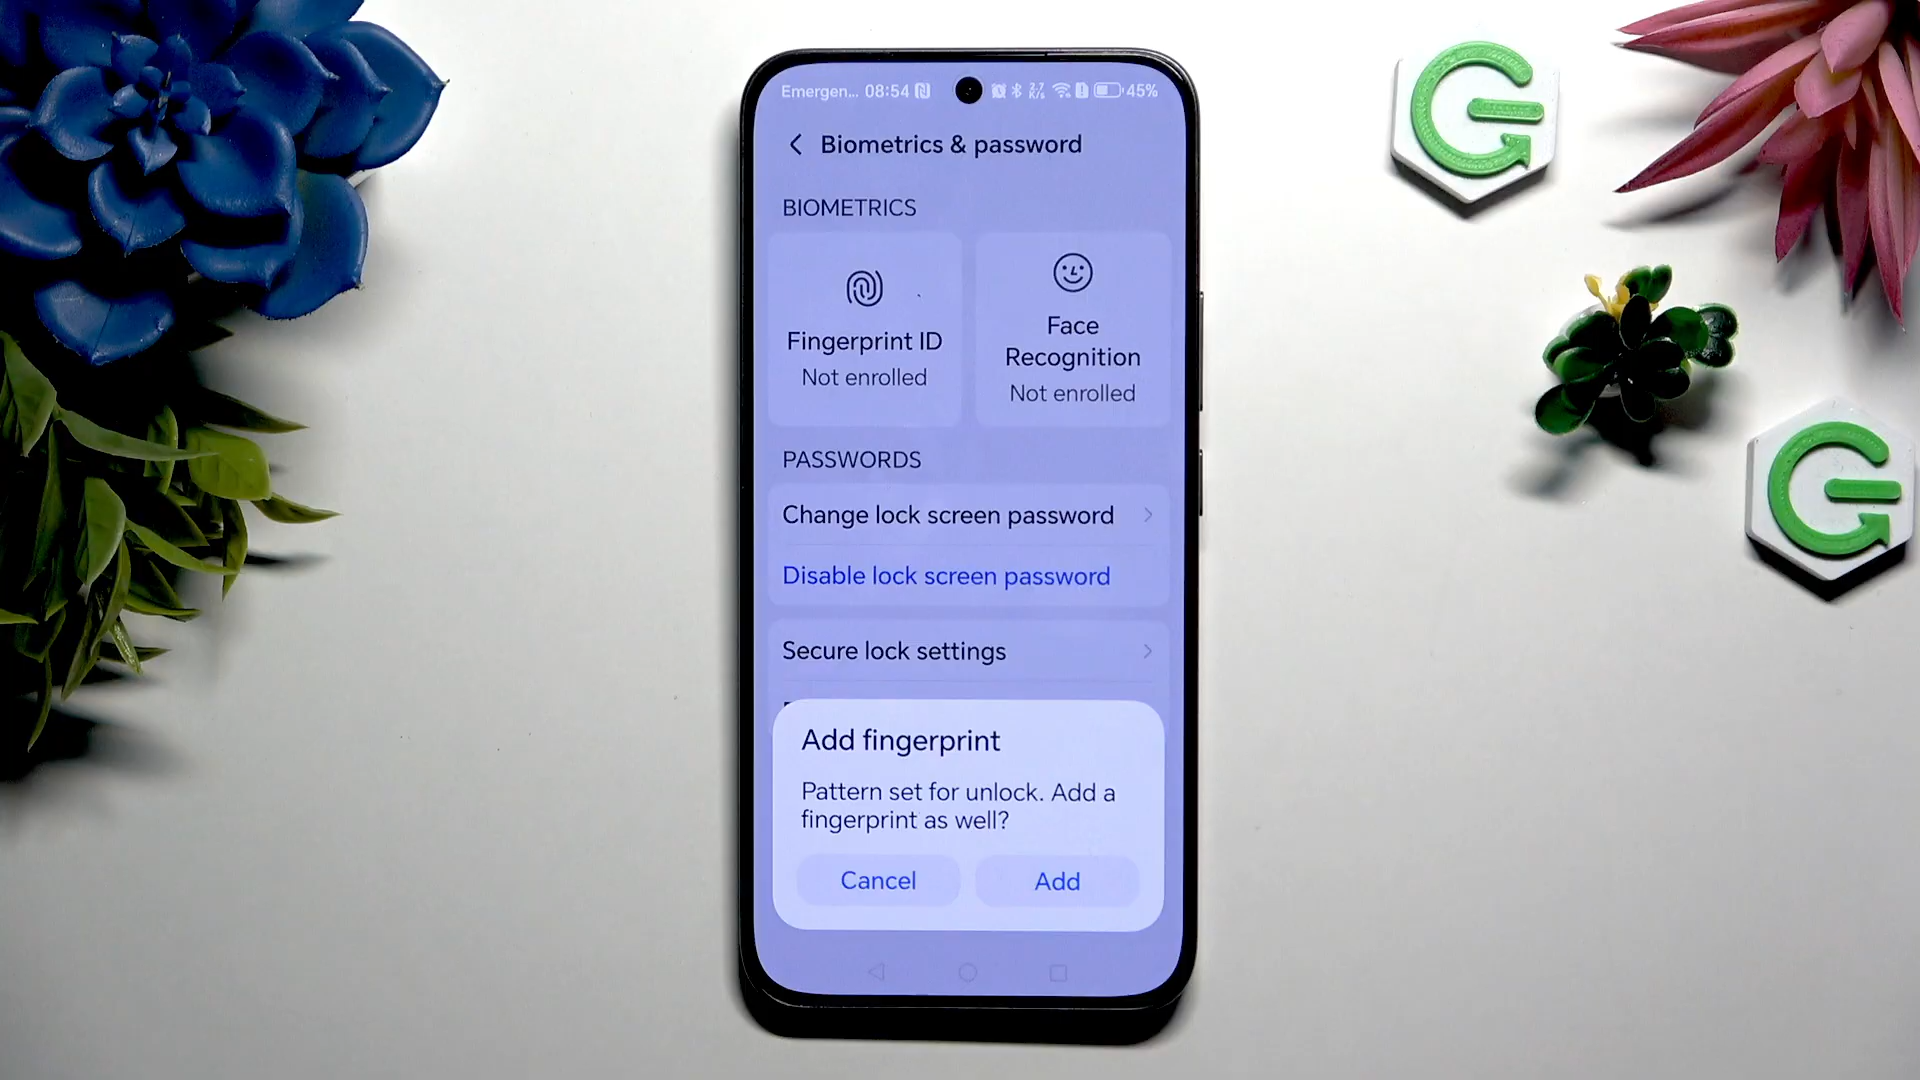 Emergen... 08:54 45%
Biometrics & password
BIOMETRICS
Fingerprint ID
Not enrolled
Face
Recognition
Not enrolled
PASSWORDS
Change lock screen password
Disable lock screen password
Secure lock settings
Add fingerprint
Pattern set for unlock. Add a
fingerprint as well?
Cancel
Add